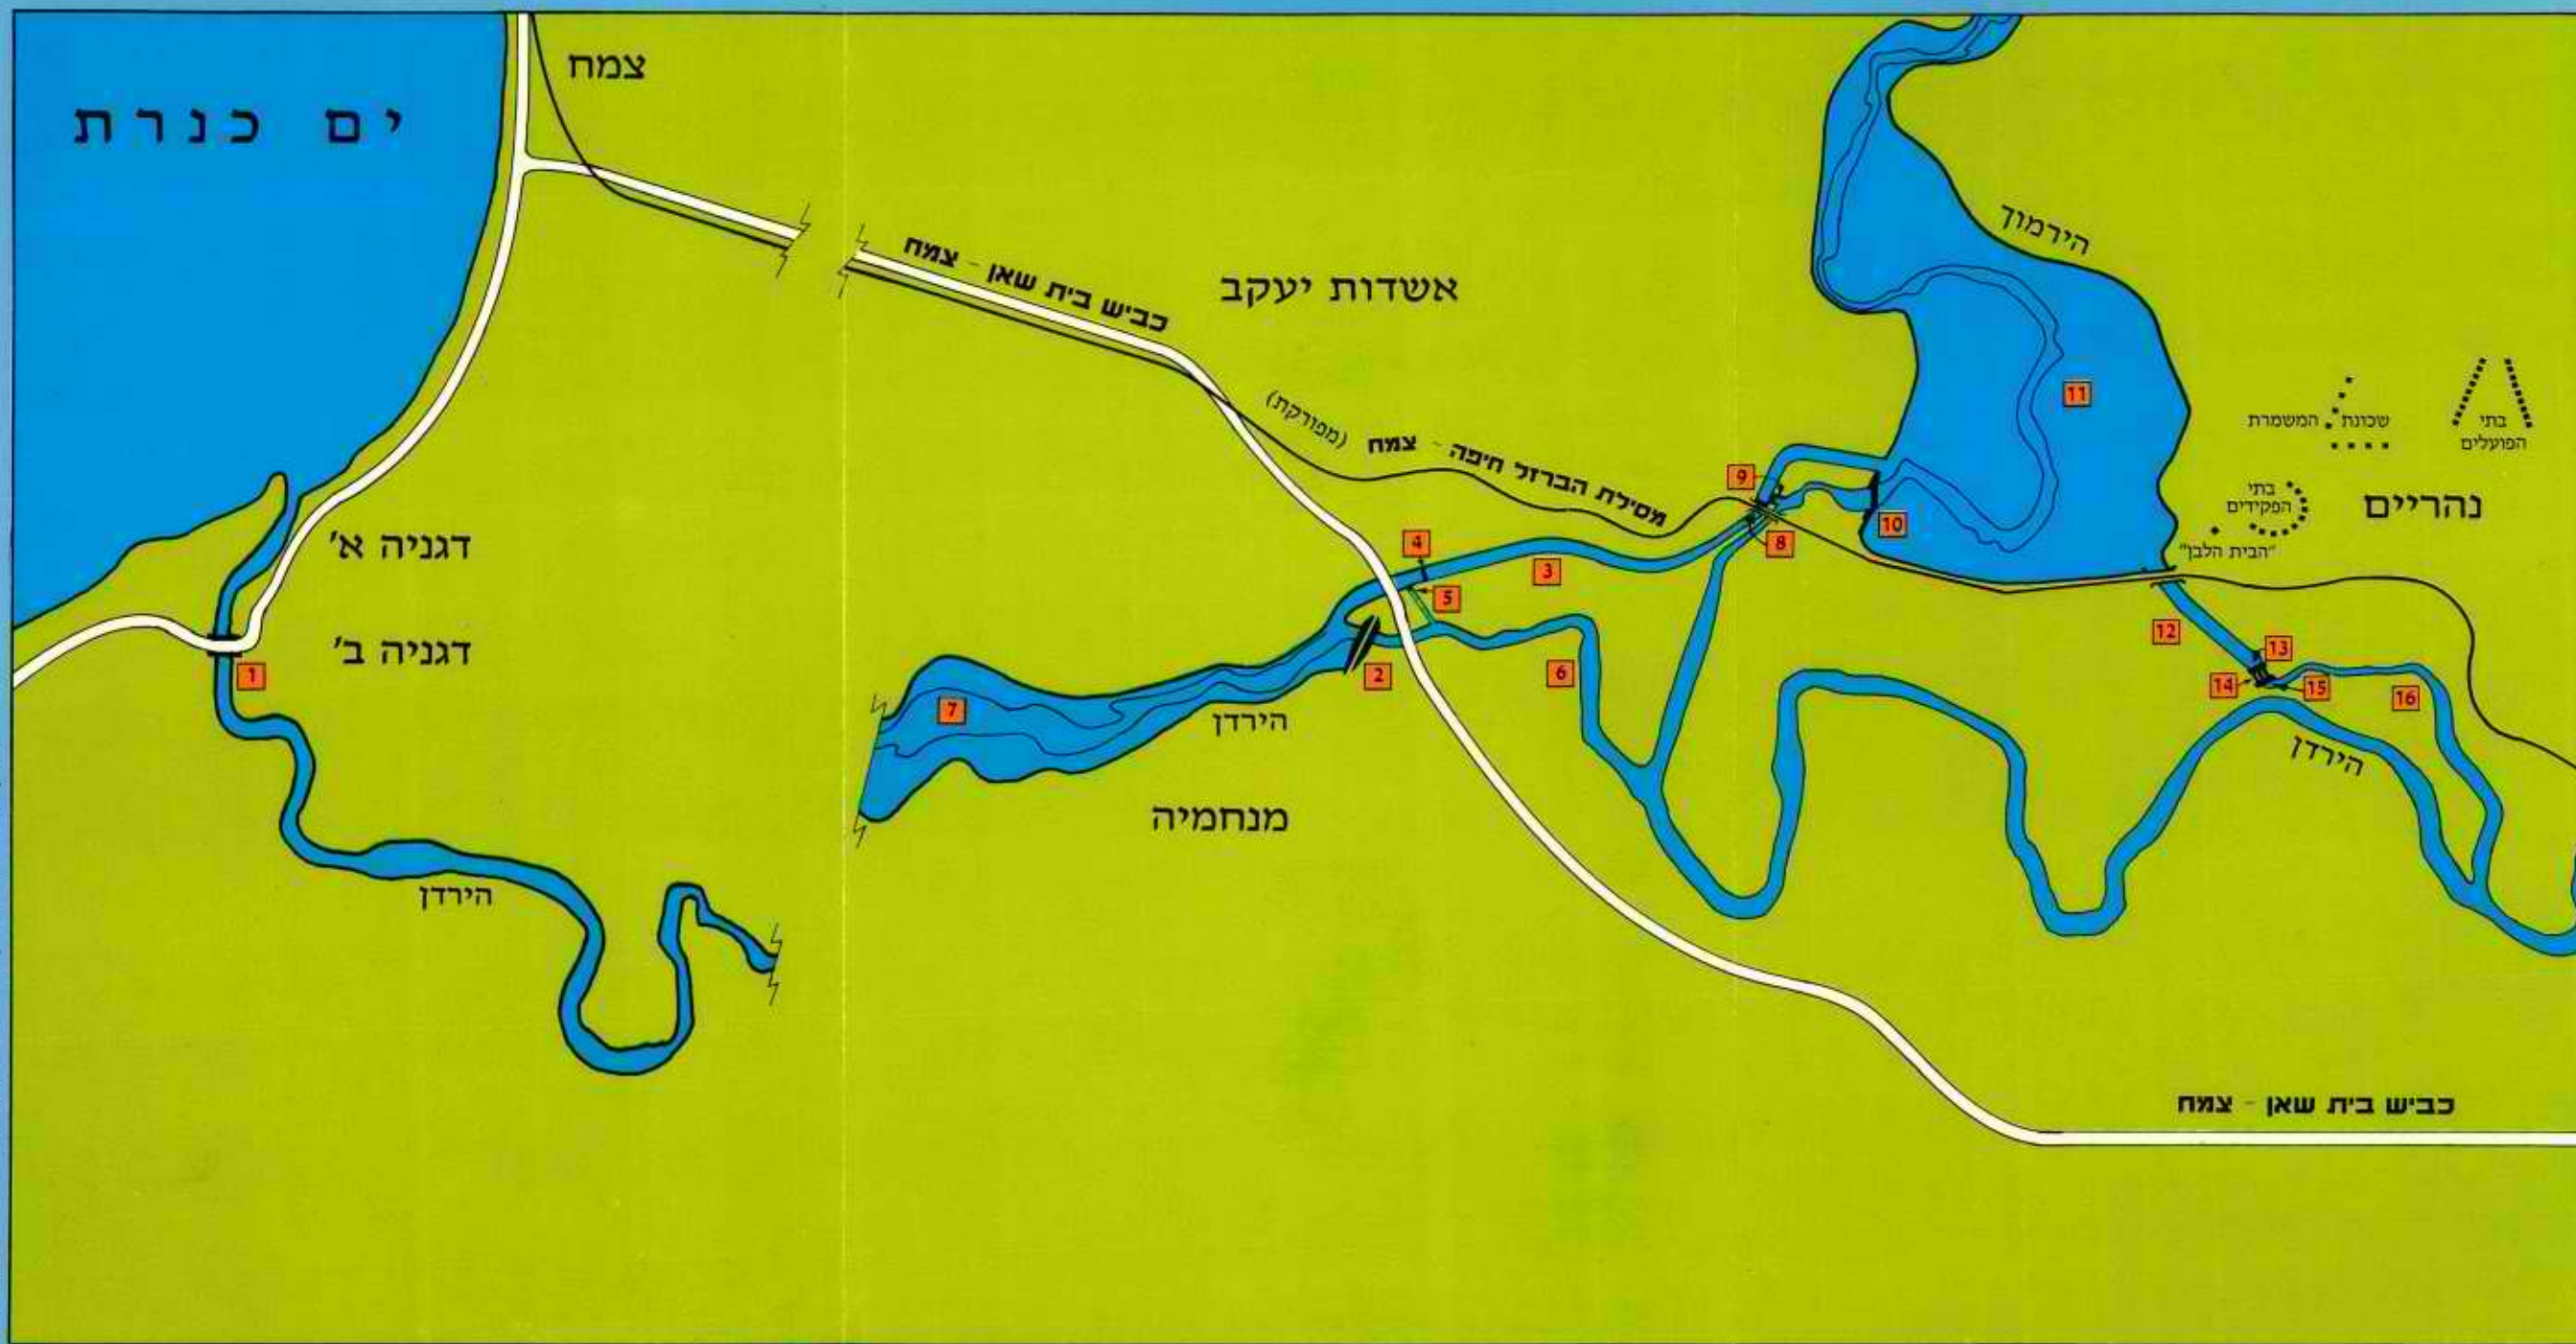 צמח
ים כנרת
כביש בית שאן - צמח
הירמוך
אשדות יעקב
(מפורקת)
מסילת הברזל חיפה - צמח
בתי
הפועלים
שכונת המשמרת
בתי
הפקידים
נהריים
"הבית הלבן"
דגניה א'
דגניה ב'
1
2
3
4
5
6
7
8
9
10
11
12
13
14
15
16
הירדן
הירדן
מנחמיה
הירדן
כביש בית שאן - צמח